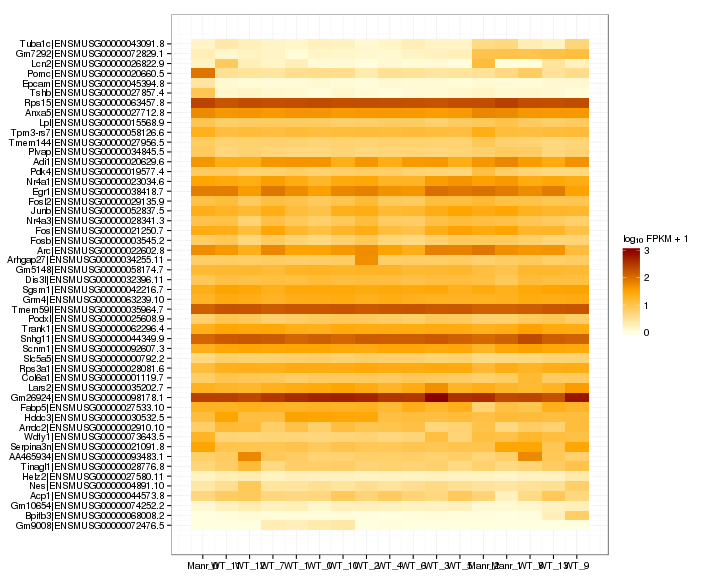 Tuba1c|ENSMUSG00000043091.8
Gm7292|ENSMUSG00000072829.1
Lcn2|ENSMUSG00000026822.9
Pomc|ENSMUSG00000020660.5
Epcam|ENSMUSG00000045394.8
Tshb|ENSMUSG00000027857.4
Rps15|ENSMUSG00000063457.8
Anxa5|ENSMUSG00000027712.8
Lpl|ENSMUSG00000015568.9
Tpm3-rs7|ENSMUSG00000058126.6
Tmem144|ENSMUSG00000027956.5
Plvap|ENSMUSG00000034845.5
Adi1|ENSMUSG00000020629.6
Pdk4|ENSMUSG00000019577.4
Nr4a1|ENSMUSG00000023034.6
Egr1|ENSMUSG00000038418.7
Fosl2|ENSMUSG00000029135.9
Junb|ENSMUSG00000052837.5
Nr4a3|ENSMUSG00000028341.3
Fos|ENSMUSG00000021250.7
Fosb|ENSMUSG00000003545.2
Arc|ENSMUSG00000022602.8
Arhgap27|ENSMUSG00000034255.11
Gm5148|ENSMUSG00000058174.7
Dis3l|ENSMUSG00000032396.11
Sgsm1|ENSMUSG00000042216.7
Grm4|ENSMUSG00000063239.10
Tmem59l|ENSMUSG00000035964.7
Podxl|ENSMUSG00000025608.9
Trank1|ENSMUSG00000062296.4
Snhg11|ENSMUSG00000044349.9
Scnm1|ENSMUSG00000092607.3
Slc5a5|ENSMUSG00000000792.2
Rps3a1|ENSMUSG00000028081.6
Col6a1|ENSMUSG00000001119.7
Lars2|ENSMUSG00000035202.7
Gm26924|ENSMUSG00000098178.1
Fabp5|ENSMUSG00000027533.10
Hddc3|ENSMUSG00000030532.5
Arrdc2|ENSMUSG00000002910.10
Wdfy1|ENSMUSG00000073643.5
Serpina3n|ENSMUSG00000021091.8
AA465934|ENSMUSG00000093483.1
Tinagl1|ENSMUSG00000028776.8
Helz2|ENSMUSG00000027580.11
Nes|ENSMUSG00000004891.10
Acp1|ENSMUSG00000044573.8
Gm10654|ENSMUSG00000074252.2
Bpifb3|ENSMUSG00000068008.2
Gm9008|ENSMUSG00000072476.5
WT_7
WT_1
WT_9
log10 FPKM + 1
3
2
1
0